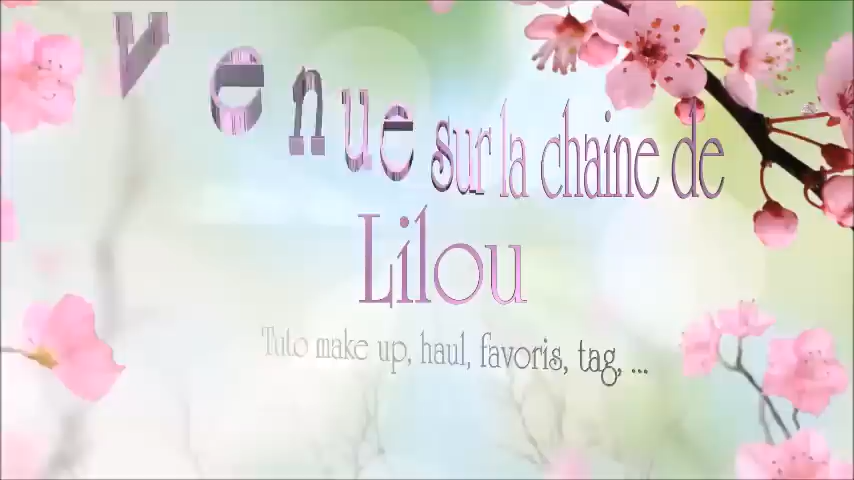 venue sur la chaine de
Lilou
Tuto make up, haul, favoris, tag, ...